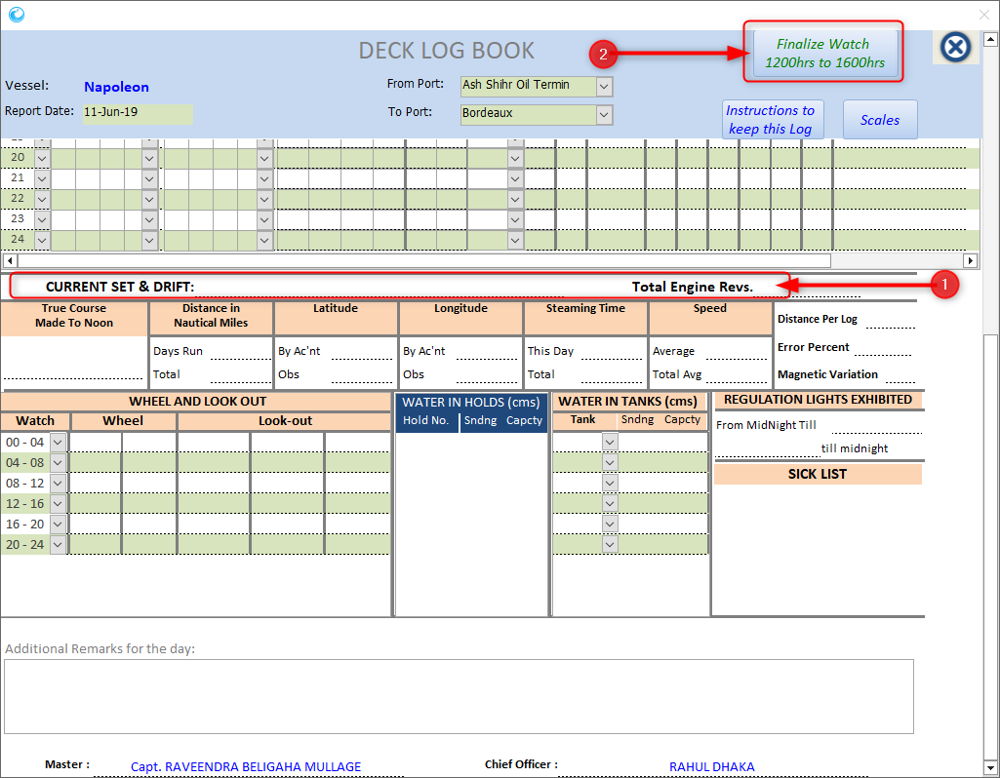 DECK LOG BOOK
2
Finalize Watch
1200hrs to 1600hrs
Vessel: Napoleon
From Port: Ash Shihr Oil Termin
Report Date: 11-Jun-19
To Port: Bordeaux
Instructions to
keep this Log
Scales
20
21
22
23
24
CURRENT SET & DRIFT: Total Engine Revs.
1
True Course
Made To Noon
Distance in
Nautical Miles
Latitude
Longitude
Steaming Time
Speed
Distance Per Log
Days Run By Ac'nt By Ac'nt This Day Average
Error Percent
Total Obs Obs Total Total Avg
Magnetic Variation
WHEEL AND LOOK OUT
Watch Wheel Look-out
00 - 04
04 - 08
08 - 12
12 - 16
16 - 20
20 - 24
WATER IN HOLDS (cms)
Hold No. Sndng Capcty
WATER IN TANKS (cms)
Tank Sndng Capcty
REGULATION LIGHTS EXHIBITED
From MidNight Till
till midnight
SICK LIST
Additional Remarks for the day:
Master : Capt. RAVEENDRA BELIGAHA MULLAGE Chief Officer : RAHUL DHAKA